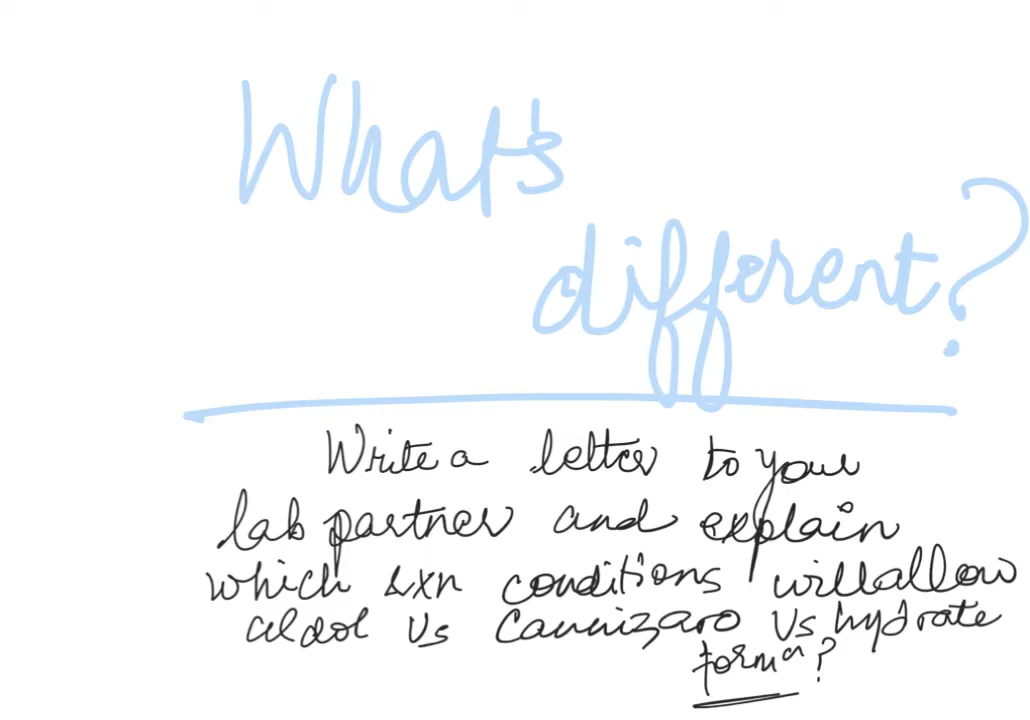 What's
different?
Write a letter to your
lab partner and explain
which rxn conditions will allow
aldol vs Cannizaro vs hydrate
formn?